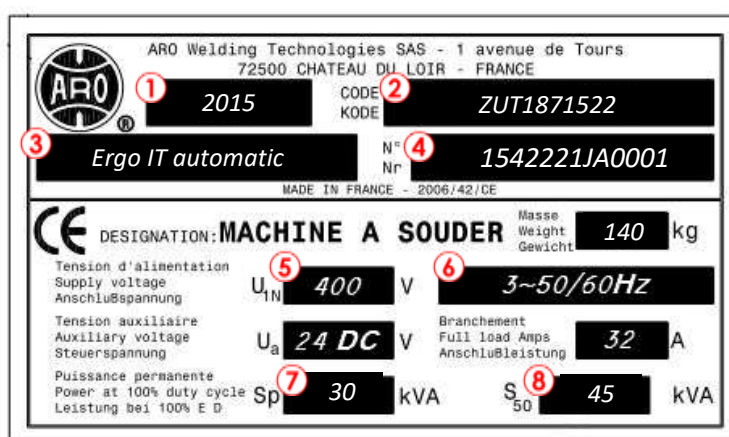 ARO Welding Technologies SAS - 1 avenue de Tours
72500 CHATEAU DU LOIR - FRANCE
ARO ®
1 2015 CODE KODE 2 ZUT1871522
3 Ergo IT automatic N° Nr 4 1542221JA0001
MADE IN FRANCE - 2006/42/CE
CE DESIGNATION: MACHINE A SOUDER Masse Weight Gewicht 140 kg
Tension d'alimentation
Supply voltage
Anschlußspannung
U1N 5 400 V 6 3~50/60Hz
Tension auxiliaire
Auxiliary voltage
Steuerspannung
Ua 24 DC V
Branchement
Full load Amps
Anschlußleistung
32 A
Puissance permanente
Power at 100% duty cycle
Leistung bei 100% E D
Sp 7 30 kVA S50 8 45 kVA